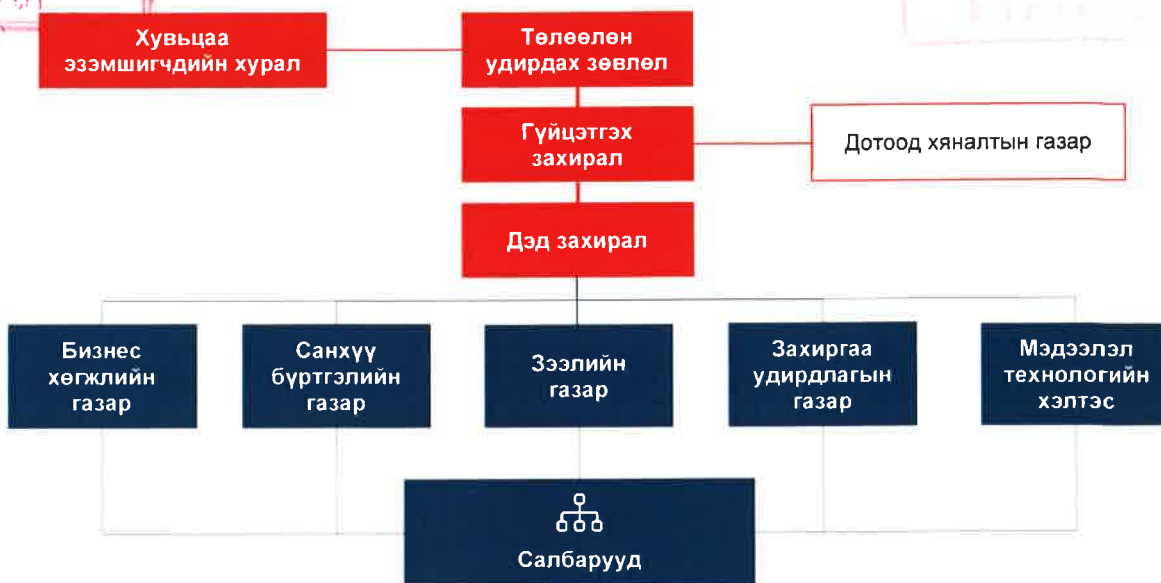 Хувьцаа
эзэмшигчдийн хурал
Төлөөлөн
удирдах зөвлөл
Гүйцэтгэх
захирал
Дотоод хяналтын газар
Дэд захирал
Бизнес
хөгжлийн
газар
Санхүү
бүртгэлийн
газар
Зээлийн
газар
Захиргаа
удирдлагын
газар
Мэдээлэл
технологийн
хэлтэс
Салбарууд